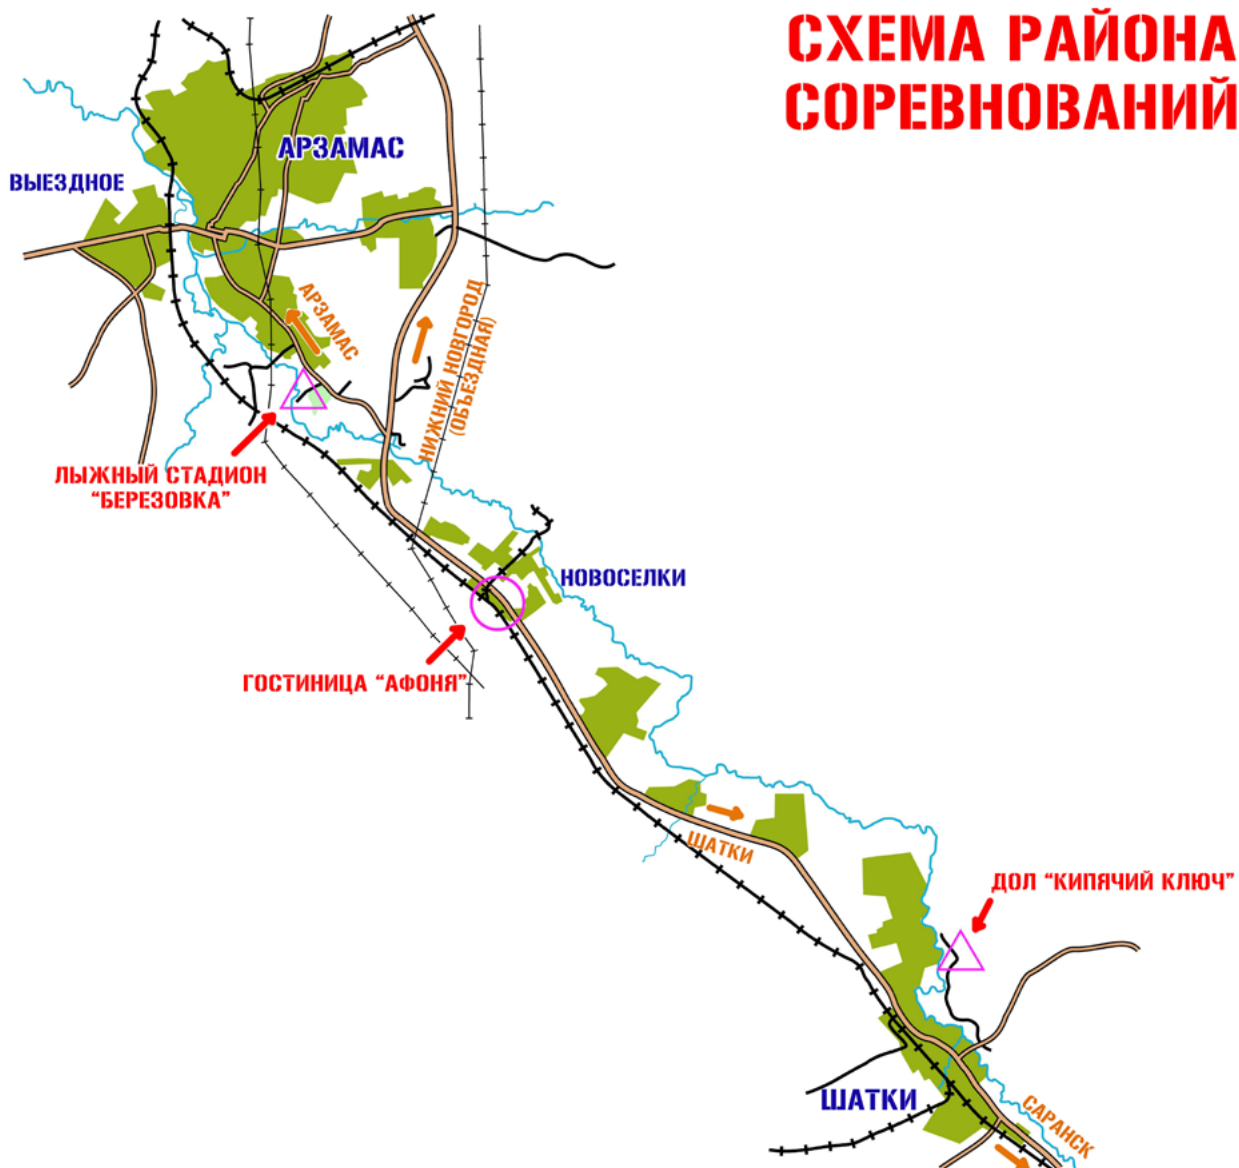 СХЕМА РАЙОНА
СОРЕВНОВАНИЙ
АРЗАМАС
ВЫЕЗДНОЕ
АРЗАМАС
НИЖНИЙ НОВГОРОД
(ОБЪЕЗДНАЯ)
ЛЫЖНЫЙ СТАДИОН
"БЕРЕЗОВКА"
НОВОСЕЛКИ
ГОСТИНИЦА "АФОНЯ"
ШАТКИ
ДОЛ "КИПЯЧИЙ КЛЮЧ"
ШАТКИ
САРАНСК